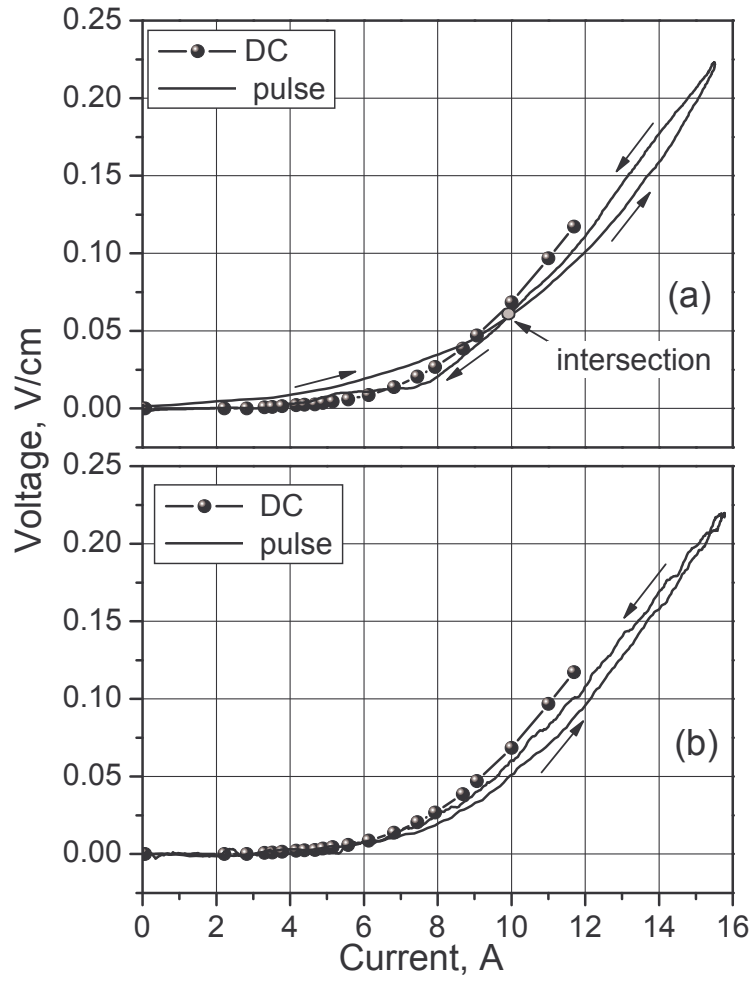 0.25
0.20
0.15
0.10
0.05
0.00
DC
pulse
(a)
intersection
Voltage, V/cm
0.25
0.20
0.15
0.10
0.05
0.00
DC
pulse
(b)
0 2 4 6 8 10 12 14 16
Current, A